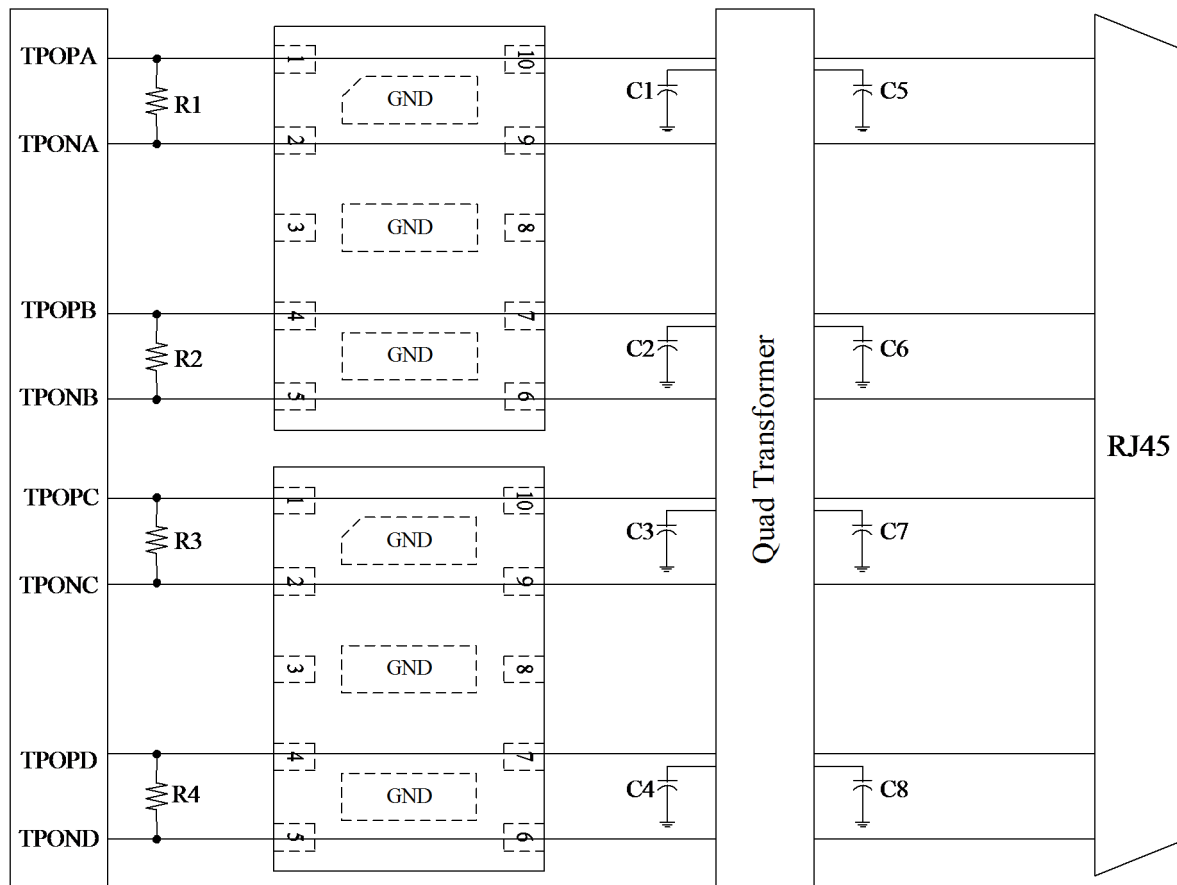 TPOPA
R1
TPONA
TPOPB
R2
TPONB
TPOPC
R3
TPONC
TPOPD
R4
TPOND
1
10
GND
2
9
3
GND
8
4
7
GND
5
6
1
10
GND
2
9
3
GND
8
4
7
GND
5
6
C1
C2
C3
C4
Quad Transformer
C5
C6
C7
C8
RJ45